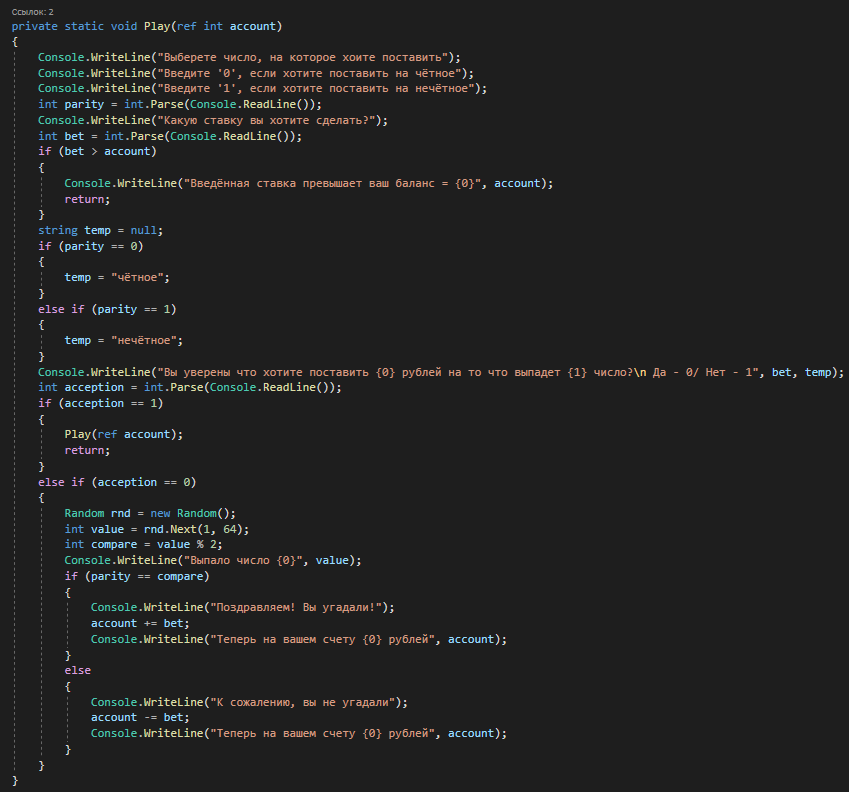 Ссылок: 2
private static void Play(ref int account)
{
    Console.WriteLine("Выберете число, на которое хоите поставить");
    Console.WriteLine("Введите '0', если хотите поставить на чётное");
    Console.WriteLine("Введите '1', если хотите поставить на нечётное");
    int parity = int.Parse(Console.ReadLine());
    Console.WriteLine("Какую ставку вы хотите сделать?");
    int bet = int.Parse(Console.ReadLine());
    if (bet > account)
    {
        Console.WriteLine("Введённая ставка превышает ваш баланс = {0}", account);
        return;
    }
    string temp = null;
    if (parity == 0)
    {
        temp = "чётное";
    }
    else if (parity == 1)
    {
        temp = "нечётное";
    }
    Console.WriteLine("Вы уверены что хотите поставить {0} рублей на то что выпадет {1} число?\n Да - 0/ Нет - 1", bet, temp);
    int acception = int.Parse(Console.ReadLine());
    if (acception == 1)
    {
        Play(ref account);
        return;
    }
    else if (acception == 0)
    {
        Random rnd = new Random();
        int value = rnd.Next(1, 64);
        int compare = value % 2;
        Console.WriteLine("Выпало число {0}", value);
        if (parity == compare)
        {
            Console.WriteLine("Поздравляем! Вы угадали!");
            account += bet;
            Console.WriteLine("Теперь на вашем счету {0} рублей", account);
        }
        else
        {
            Console.WriteLine("К сожалению, вы не угадали");
            account -= bet;
            Console.WriteLine("Теперь на вашем счету {0} рублей", account);
        }
    }
}